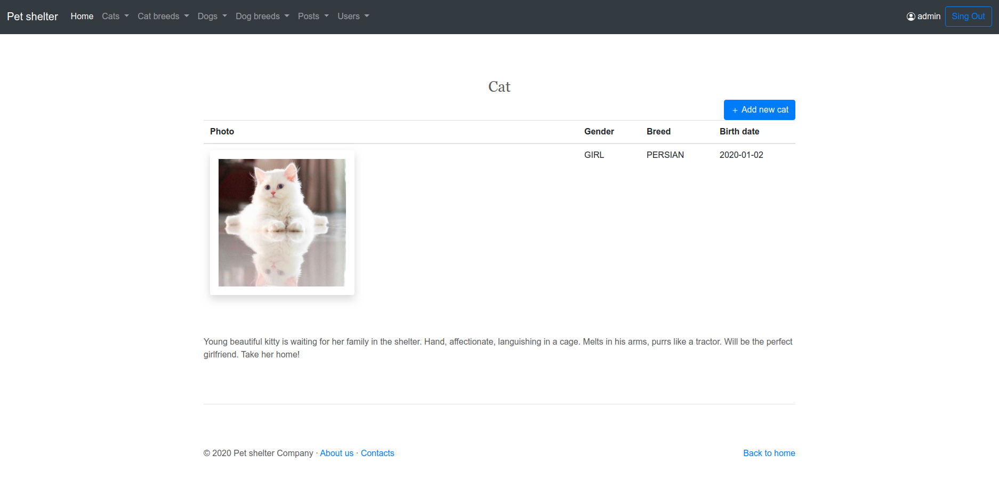 Pet shelter Home Cats Cat breeds Dogs Dog breeds Posts Users admin Sing Out
Cat
+ Add new cat
Photo Gender Breed Birth date
GIRL PERSIAN 2020-01-02
Young beautiful kitty is waiting for her family in the shelter. Hand, affectionate, languishing in a cage. Melts in his arms, purrs like a tractor. Will be the perfect
girlfriend. Take her home!
© 2020 Pet shelter Company · About us · Contacts Back to home